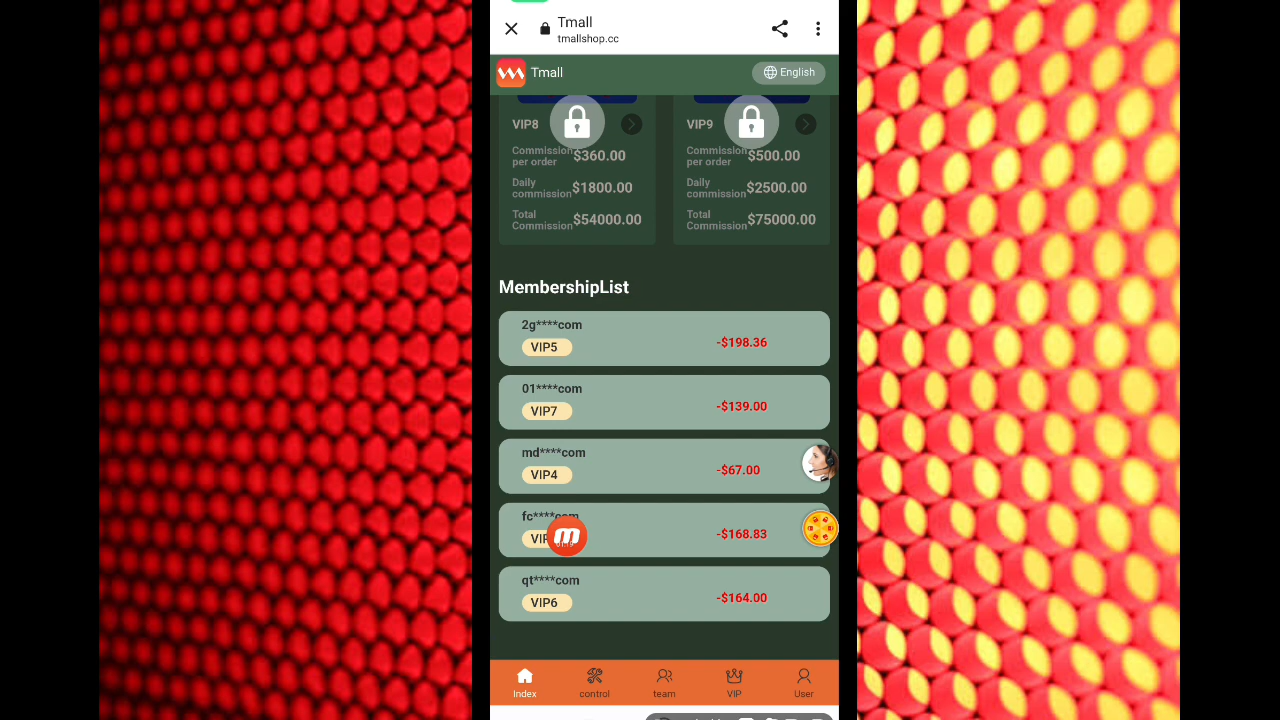 Tmall
tmallshop.cc
Tmall
English
VIP8
Commission per order $360.00
Daily commission $1800.00
Total Commission $54000.00
VIP9
Commission per order $500.00
Daily commission $2500.00
Total Commission $75000.00
MembershipList
2g****com
VIP5
-$198.36
01****com
VIP7
-$139.00
md****com
VIP4
-$67.00
fc****com
-$168.83
qt****com
VIP6
-$164.00
Index
control
team
VIP
User